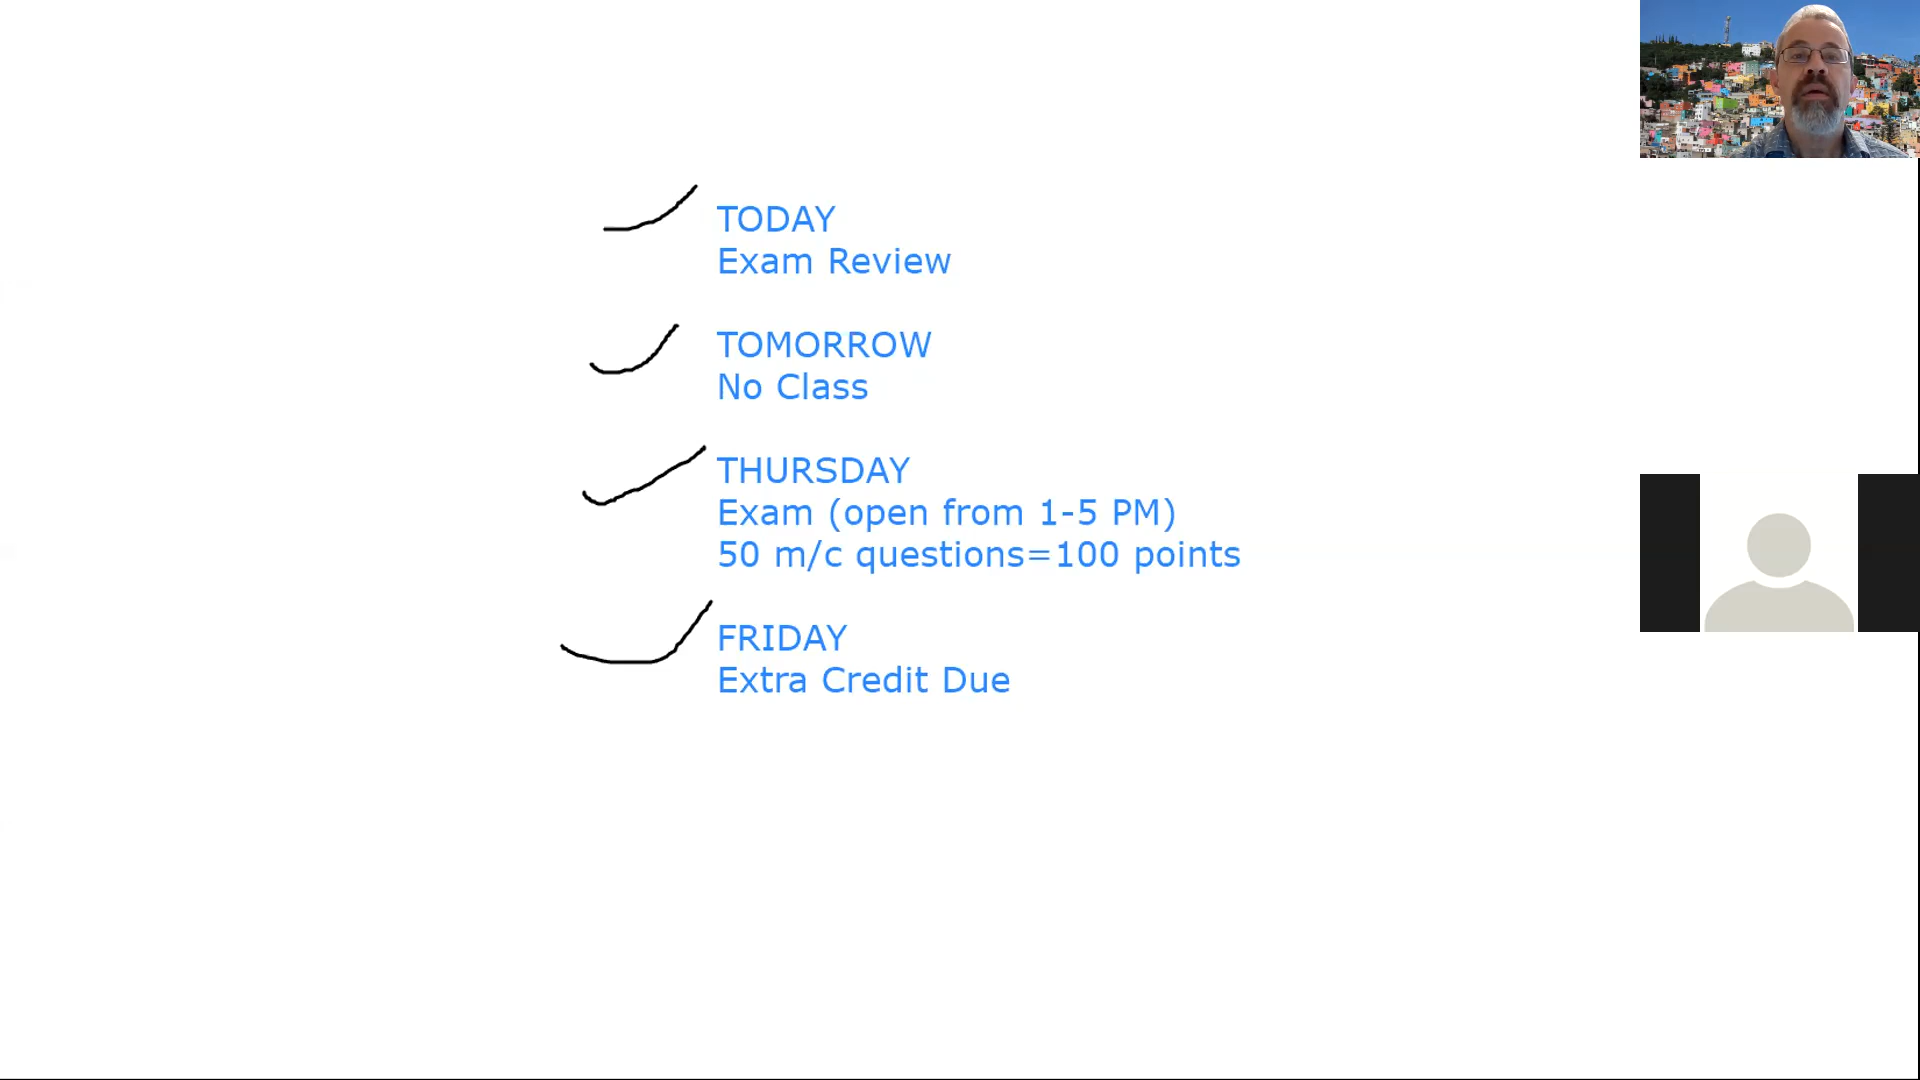 TODAY
Exam Review
TOMORROW
No Class
THURSDAY
Exam (open from 1-5 PM)
50 m/c questions=100 points
FRIDAY
Extra Credit Due